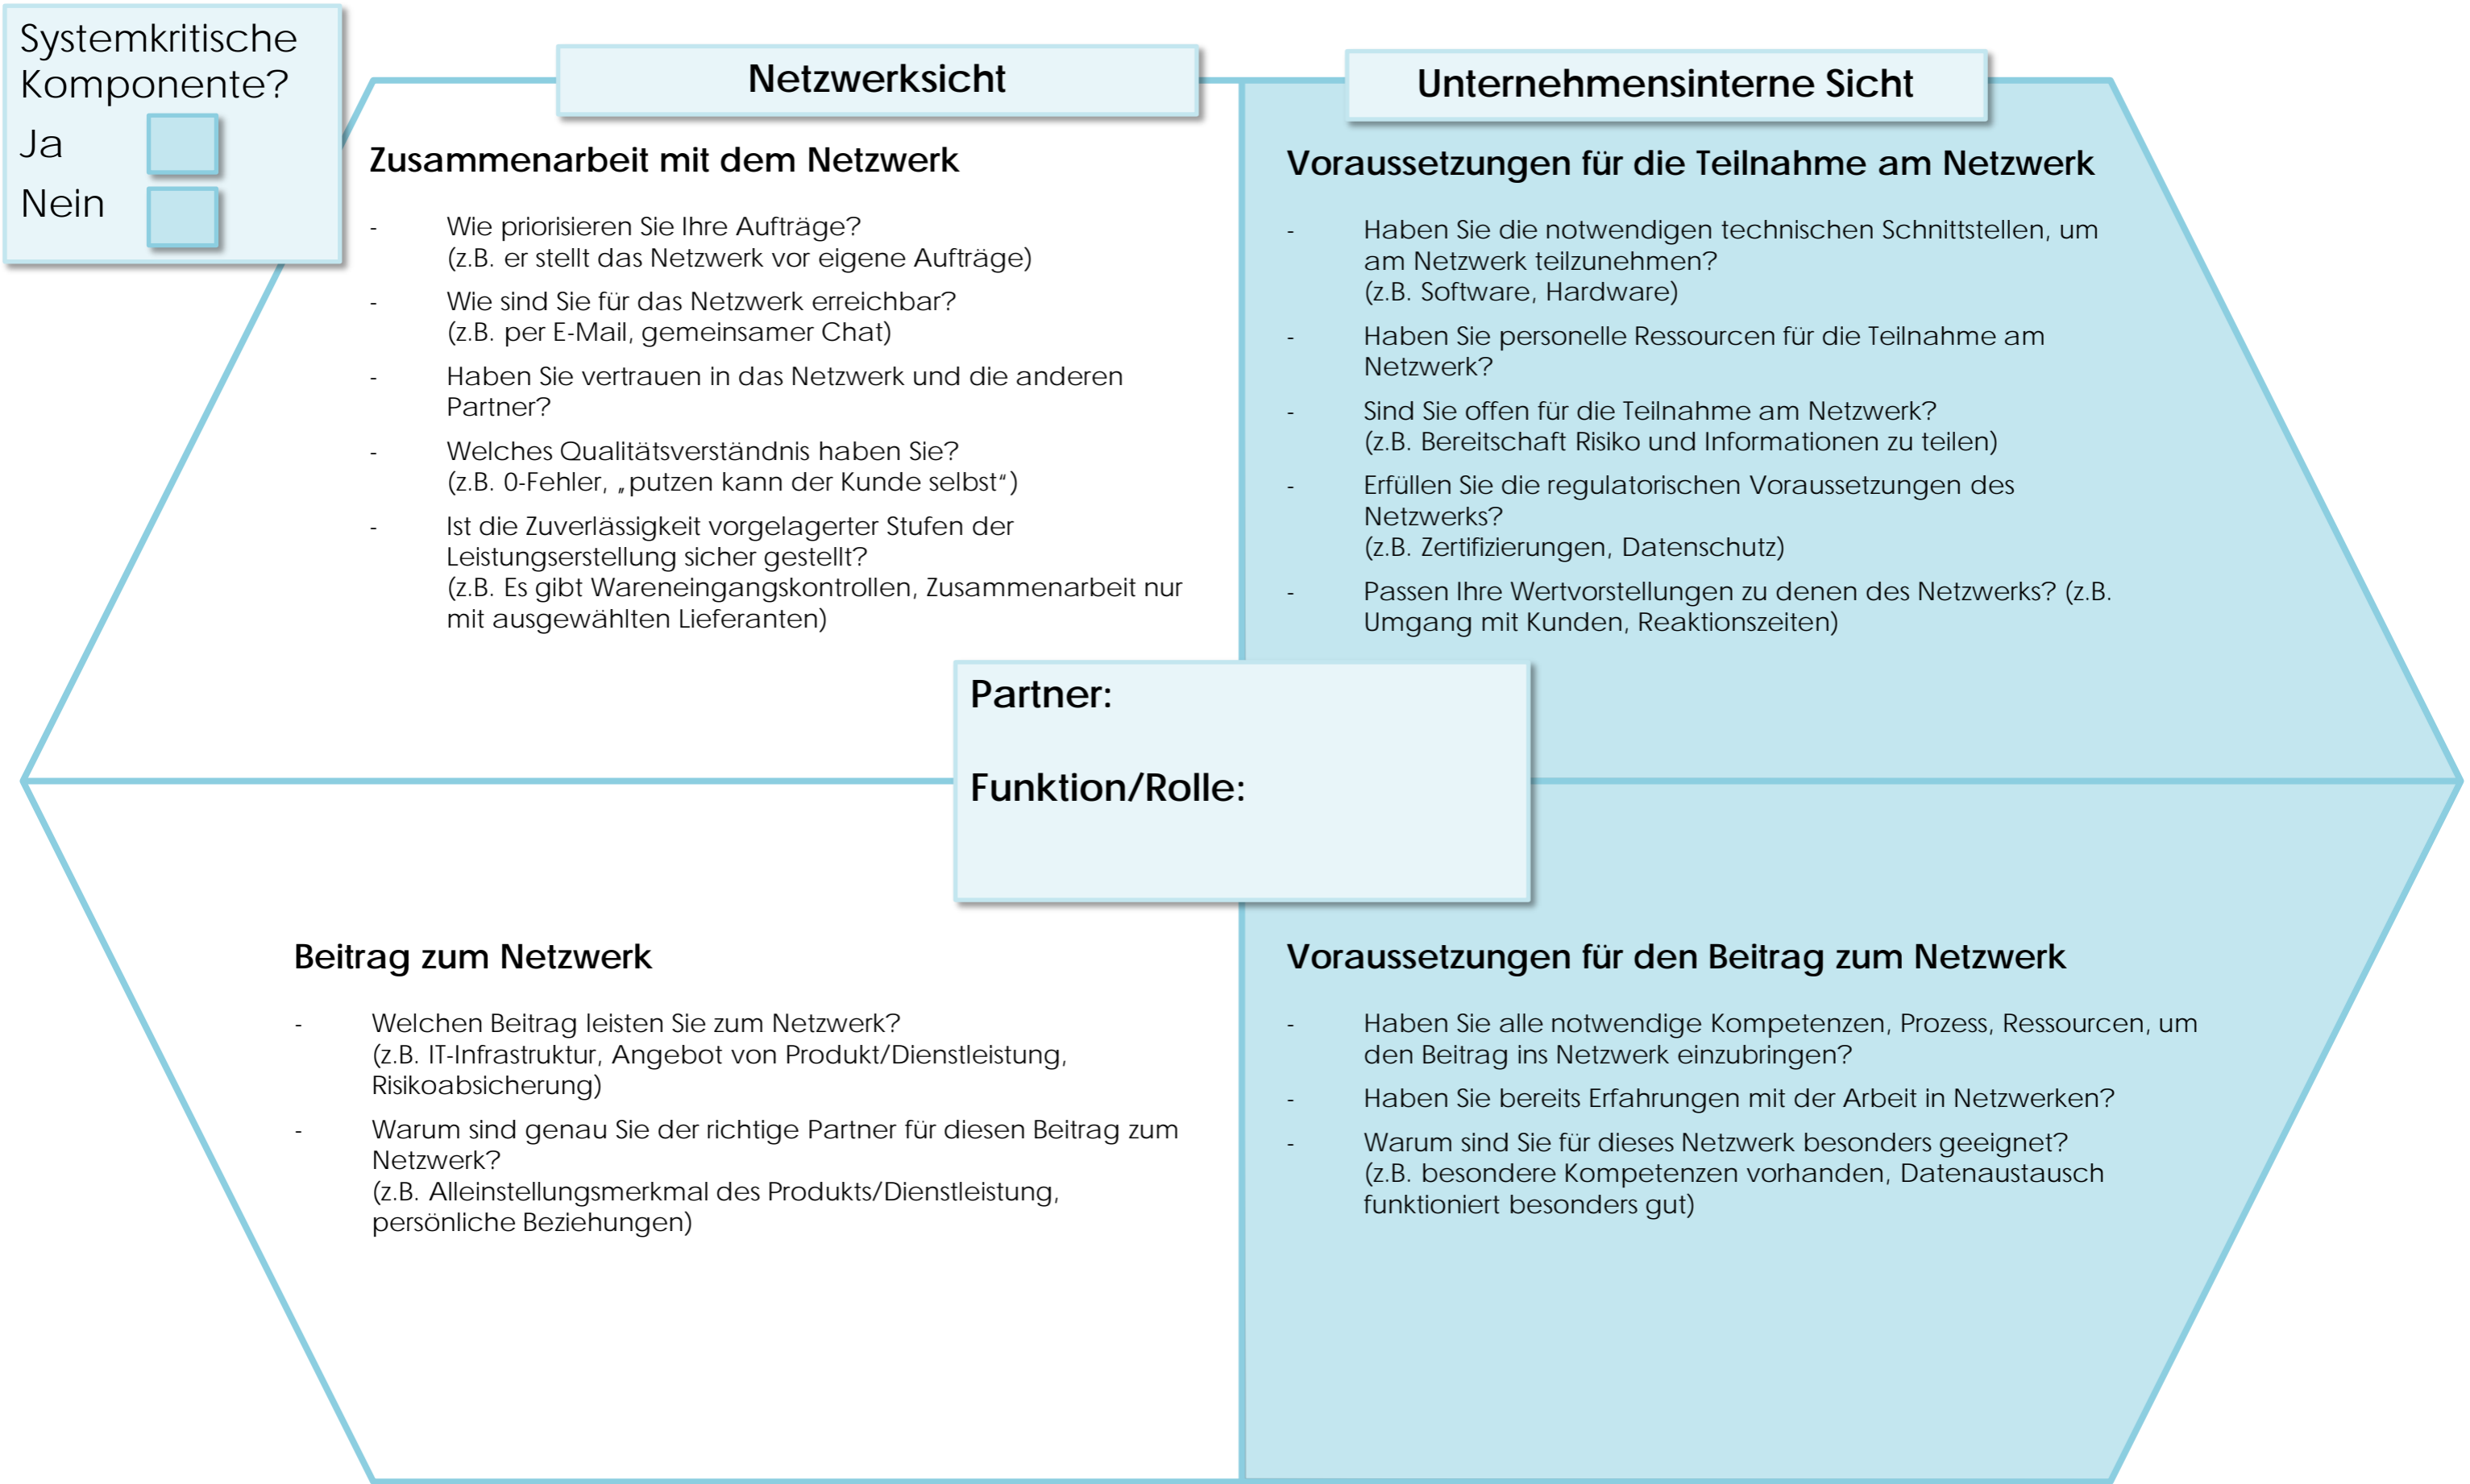 Systemkritische
Komponente?
Ja
Nein
Netzwerksicht
Unternehmensinterne Sicht
Zusammenarbeit mit dem Netzwerk
- Wie priorisieren Sie Ihre Aufträge?
(z.B. er stellt das Netzwerk vor eigene Aufträge)
- Wie sind Sie für das Netzwerk erreichbar?
(z.B. per E-Mail, gemeinsamer Chat)
- Haben Sie vertrauen in das Netzwerk und die anderen
Partner?
- Welches Qualitätsverständnis haben Sie?
(z.B. 0-Fehler, „putzen kann der Kunde selbst“)
- Ist die Zuverlässigkeit vorgelagerter Stufen der
Leistungserstellung sicher gestellt?
(z.B. Es gibt Wareneingangskontrollen, Zusammenarbeit nur
mit ausgewählten Lieferanten)
Voraussetzungen für die Teilnahme am Netzwerk
- Haben Sie die notwendigen technischen Schnittstellen, um
am Netzwerk teilzunehmen?
(z.B. Software, Hardware)
- Haben Sie personelle Ressourcen für die Teilnahme am
Netzwerk?
- Sind Sie offen für die Teilnahme am Netzwerk?
(z.B. Bereitschaft Risiko und Informationen zu teilen)
- Erfüllen Sie die regulatorischen Voraussetzungen des
Netzwerks?
(z.B. Zertifizierungen, Datenschutz)
- Passen Ihre Wertvorstellungen zu denen des Netzwerks? (z.B.
Umgang mit Kunden, Reaktionszeiten)
Partner:
Funktion/Rolle:
Beitrag zum Netzwerk
- Welchen Beitrag leisten Sie zum Netzwerk?
(z.B. IT-Infrastruktur, Angebot von Produkt/Dienstleistung,
Risikoabsicherung)
- Warum sind genau Sie der richtige Partner für diesen Beitrag zum
Netzwerk?
(z.B. Alleinstellungsmerkmal des Produkts/Dienstleistung,
persönliche Beziehungen)
Voraussetzungen für den Beitrag zum Netzwerk
- Haben Sie alle notwendige Kompetenzen, Prozess, Ressourcen, um
den Beitrag ins Netzwerk einzubringen?
- Haben Sie bereits Erfahrungen mit der Arbeit in Netzwerken?
- Warum sind Sie für dieses Netzwerk besonders geeignet?
(z.B. besondere Kompetenzen vorhanden, Datenaustausch
funktioniert besonders gut)